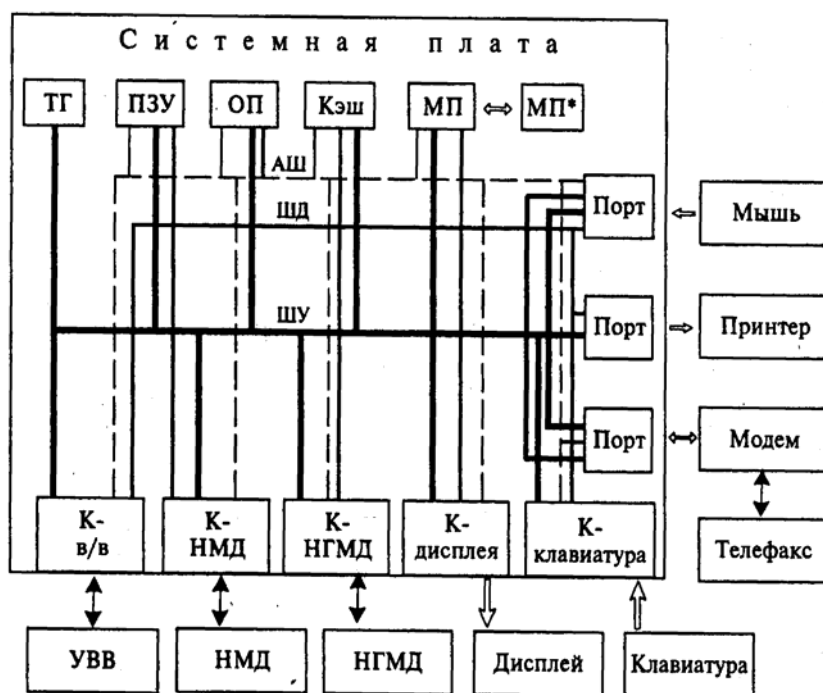 Системная плата
ТГ
ПЗУ
ОП
Кэш
МП
МП*
АШ
Порт
Мышь
ШД
ШУ
Порт
Принтер
Порт
Модем
К-
в/в
К-
НМД
К-
НГМД
К-
дисплея
К-
клавиатура
Телефакс
УВВ
НМД
НГМД
Дисплей
Клавиатура